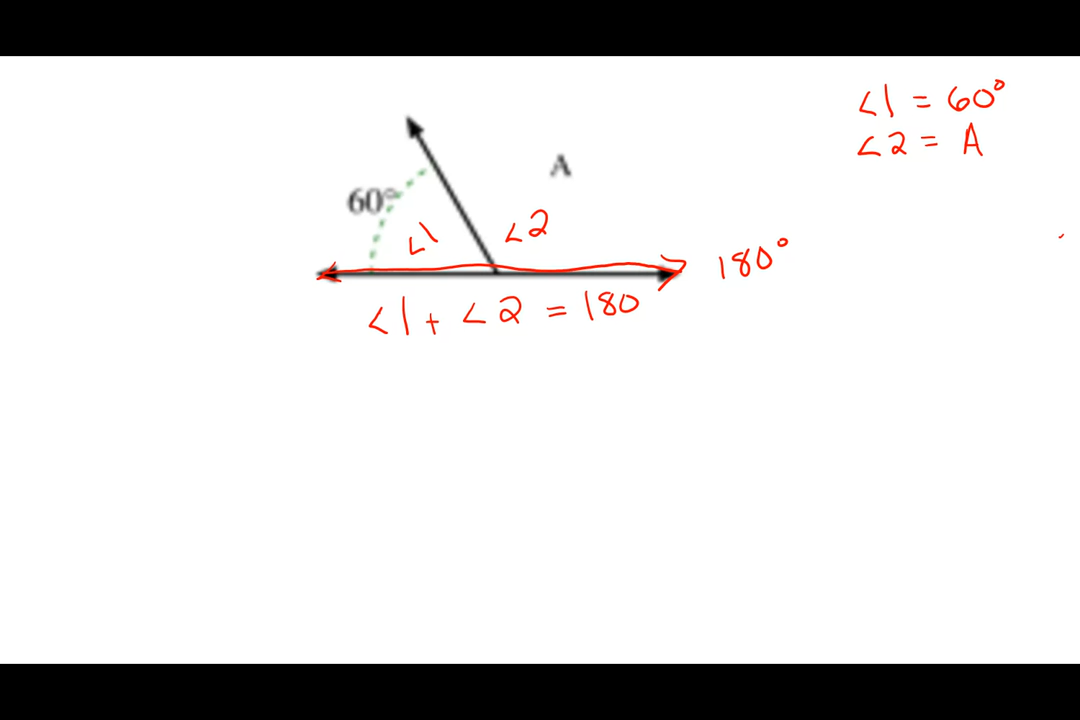 ∠1 = 60°
∠2 = A
A
60°
∠1
∠2
180°
∠1 + ∠2 = 180